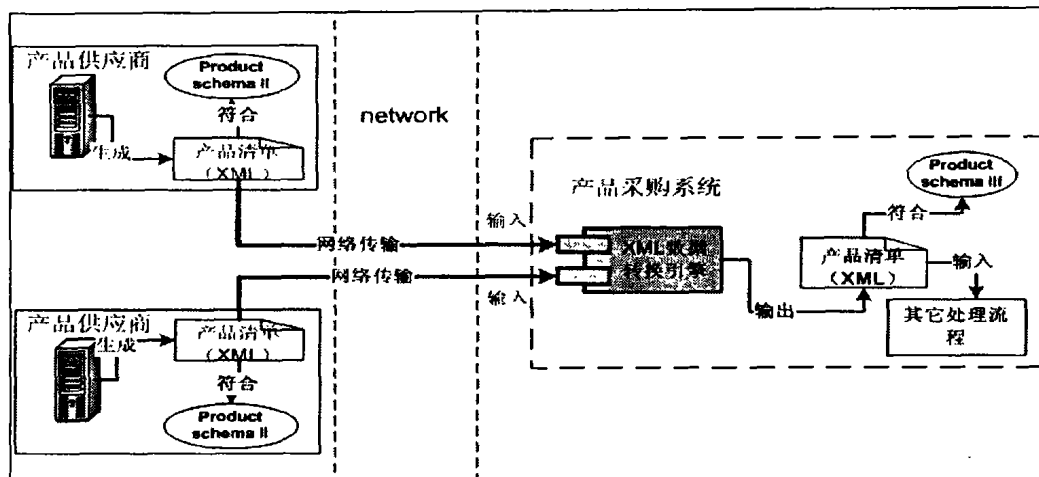 产品供应商
Product
schema II
符合
生成
产品清单
(XML)
network
网络传输
输入
网络传输
输入
产品供应商
生成
产品清单
(XML)
符合
Product
schema II
产品采购系统
XML数据
转换引擎
输出
Product
schema III
符合
产品清单
(XML)
输入
其它处理流
程